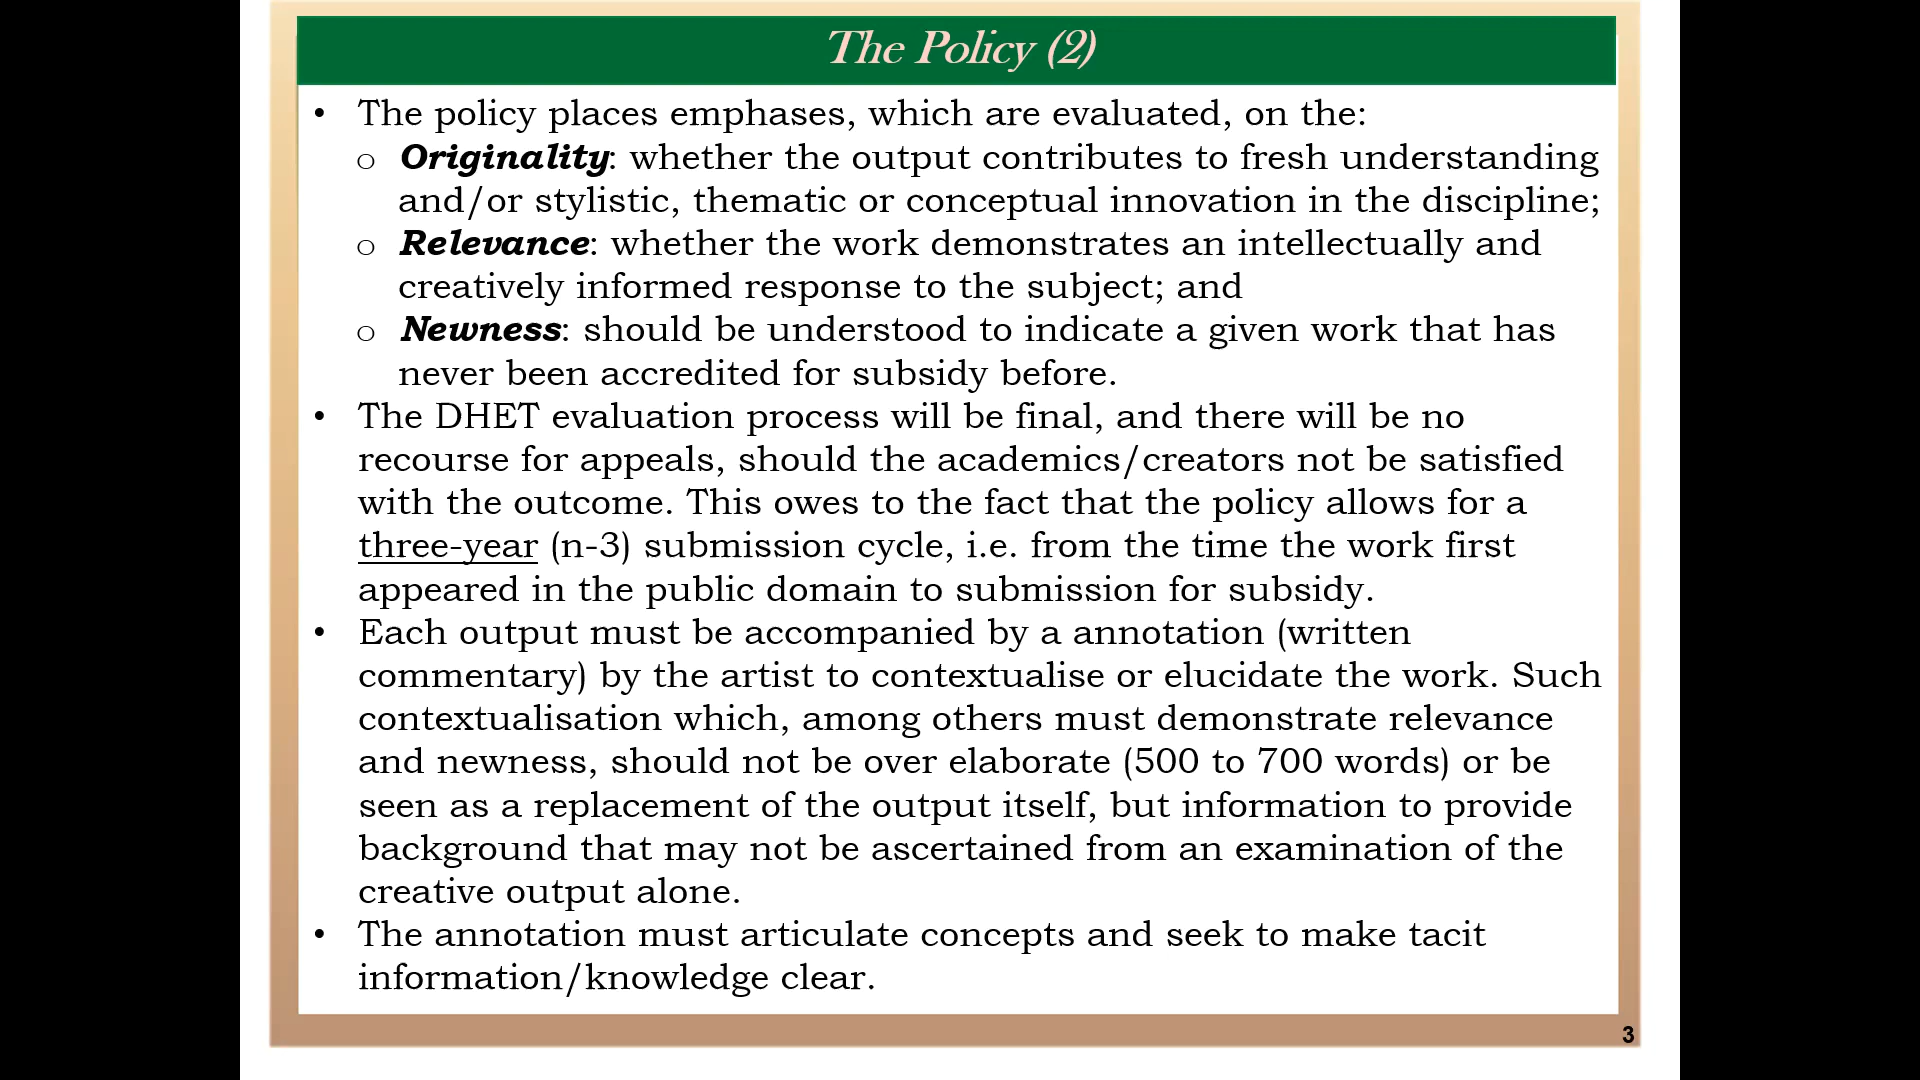 The Policy (2)
• The policy places emphases, which are evaluated, on the:
o Originality: whether the output contributes to fresh understanding
and/or stylistic, thematic or conceptual innovation in the discipline;
o Relevance: whether the work demonstrates an intellectually and
creatively informed response to the subject; and
o Newness: should be understood to indicate a given work that has
never been accredited for subsidy before.
• The DHET evaluation process will be final, and there will be no
recourse for appeals, should the academics/creators not be satisfied
with the outcome. This owes to the fact that the policy allows for a
three-year (n-3) submission cycle, i.e. from the time the work first
appeared in the public domain to submission for subsidy.
• Each output must be accompanied by a annotation (written
commentary) by the artist to contextualise or elucidate the work. Such
contextualisation which, among others must demonstrate relevance
and newness, should not be over elaborate (500 to 700 words) or be
seen as a replacement of the output itself, but information to provide
background that may not be ascertained from an examination of the
creative output alone.
• The annotation must articulate concepts and seek to make tacit
information/knowledge clear.
3